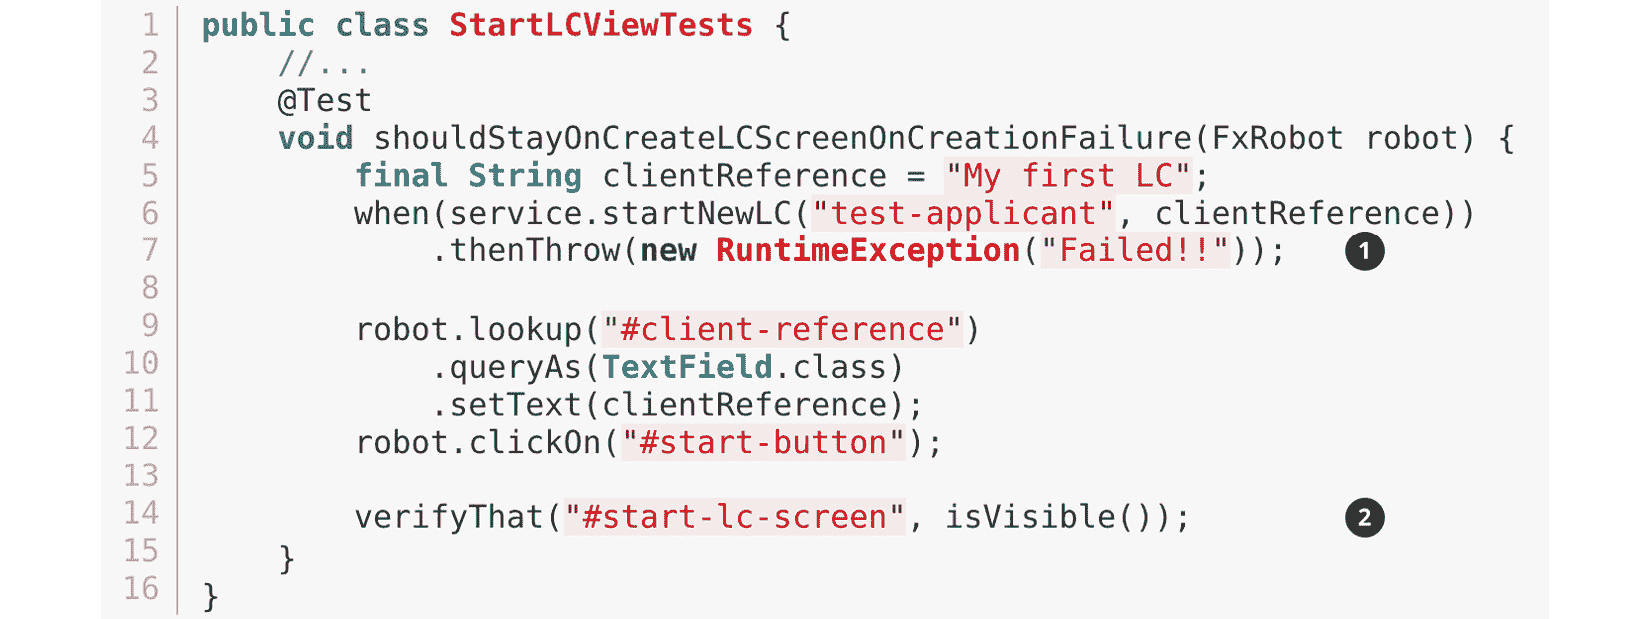 1 public class StartLCViewTests {
2 //...
3 @Test
4 void shouldStayOnCreateLCScreenOnCreationFailure(FxRobot robot) {
5 final String clientReference = "My first LC";
6 when(service.startNewLC("test-applicant", clientReference))
7 .thenThrow(new RuntimeException("Failed!!")); 1
8
9 robot.lookup("#client-reference")
10 .queryAs(TextField.class)
11 .setText(clientReference);
12 robot.clickOn("#start-button");
13
14 verifyThat("#start-lc-screen", isVisible()); 2
15 }
16 }